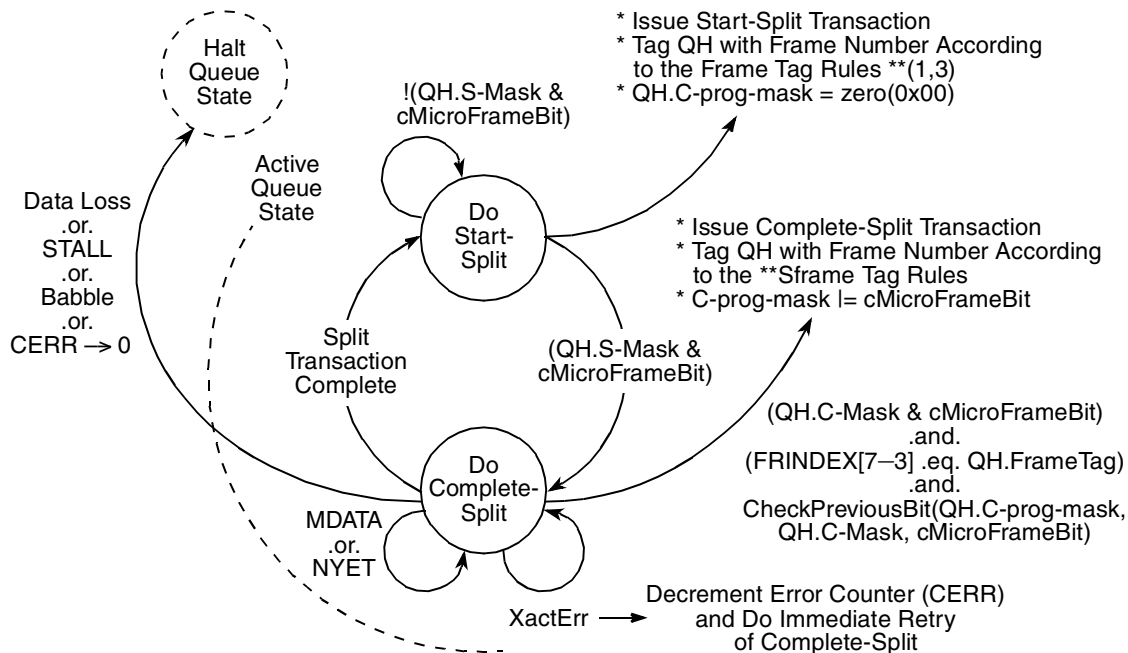 Halt
Queue
State
* Issue Start-Split Transaction
* Tag QH with Frame Number According
to the Frame Tag Rules **(1,3)
* QH.C-prog-mask = zero(0x00)
!(QH.S-Mask &
cMicroFrameBit)
Active
Queue
State
Data Loss
.or.
STALL
.or.
Babble
.or.
CERR → 0
Do
Start-
Split
* Issue Complete-Split Transaction
* Tag QH with Frame Number According
to the **Sframe Tag Rules
* C-prog-mask |= cMicroFrameBit
Split
Transaction
Complete
(QH.S-Mask &
cMicroFrameBit)
(QH.C-Mask & cMicroFrameBit)
.and.
(FRINDEX[7–3] .eq. QH.FrameTag)
.and.
CheckPreviousBit(QH.C-prog-mask,
QH.C-Mask, cMicroFrameBit)
Do
Complete-
Split
MDATA
.or.
NYET
XactErr → Decrement Error Counter (CERR)
and Do Immediate Retry
of Complete-Split